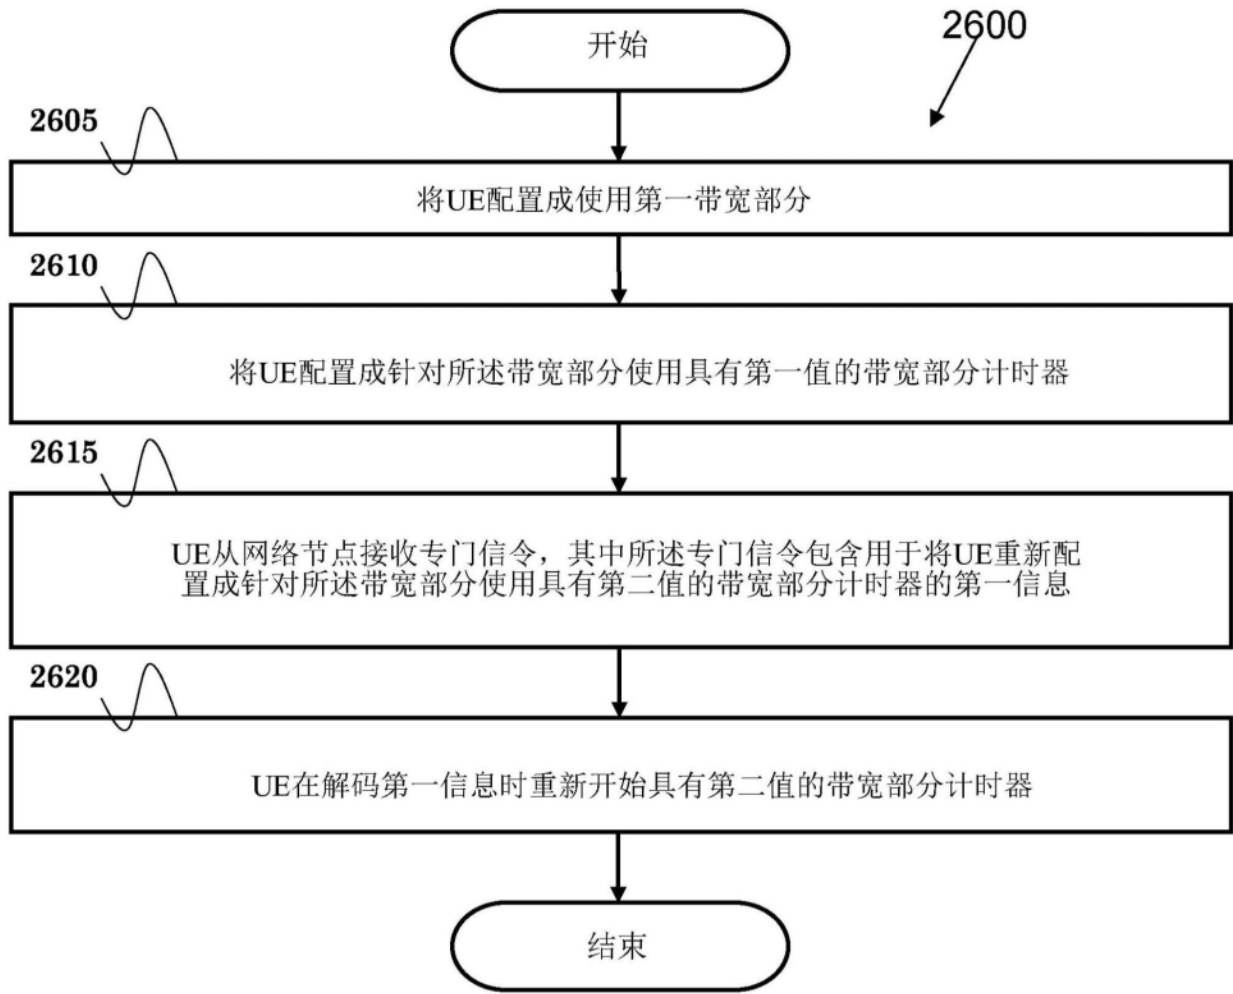 开始
2600
2605
将UE配置成使用第一带宽部分
2610
将UE配置成针对所述带宽部分使用具有第一值的带宽部分计时器
2615
UE从网络节点接收专门信令，其中所述专门信令包含用于将UE重新配
置成针对所述带宽部分使用具有第二值的带宽部分计时器的第一信息
2620
UE在解码第一信息时重新开始具有第二值的带宽部分计时器
结束